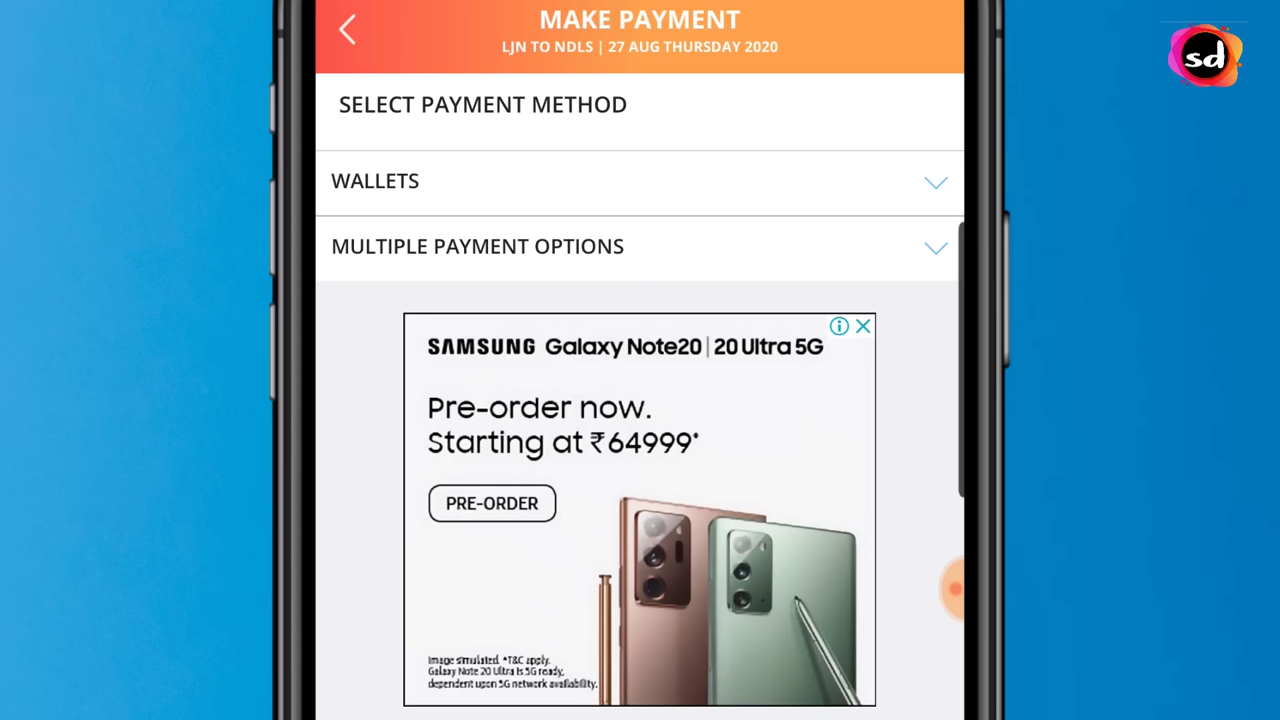 MAKE PAYMENT
LJN TO NDLS | 27 AUG THURSDAY 2020
sd
SELECT PAYMENT METHOD
WALLETS
MULTIPLE PAYMENT OPTIONS
SAMSUNG Galaxy Note20 | 20 Ultra 5G
Pre-order now.
Starting at ₹64999*
PRE-ORDER
Image simulated. *T&C apply.
Galaxy Note 20 Ultra is 5G ready,
dependent upon 5G network availability.